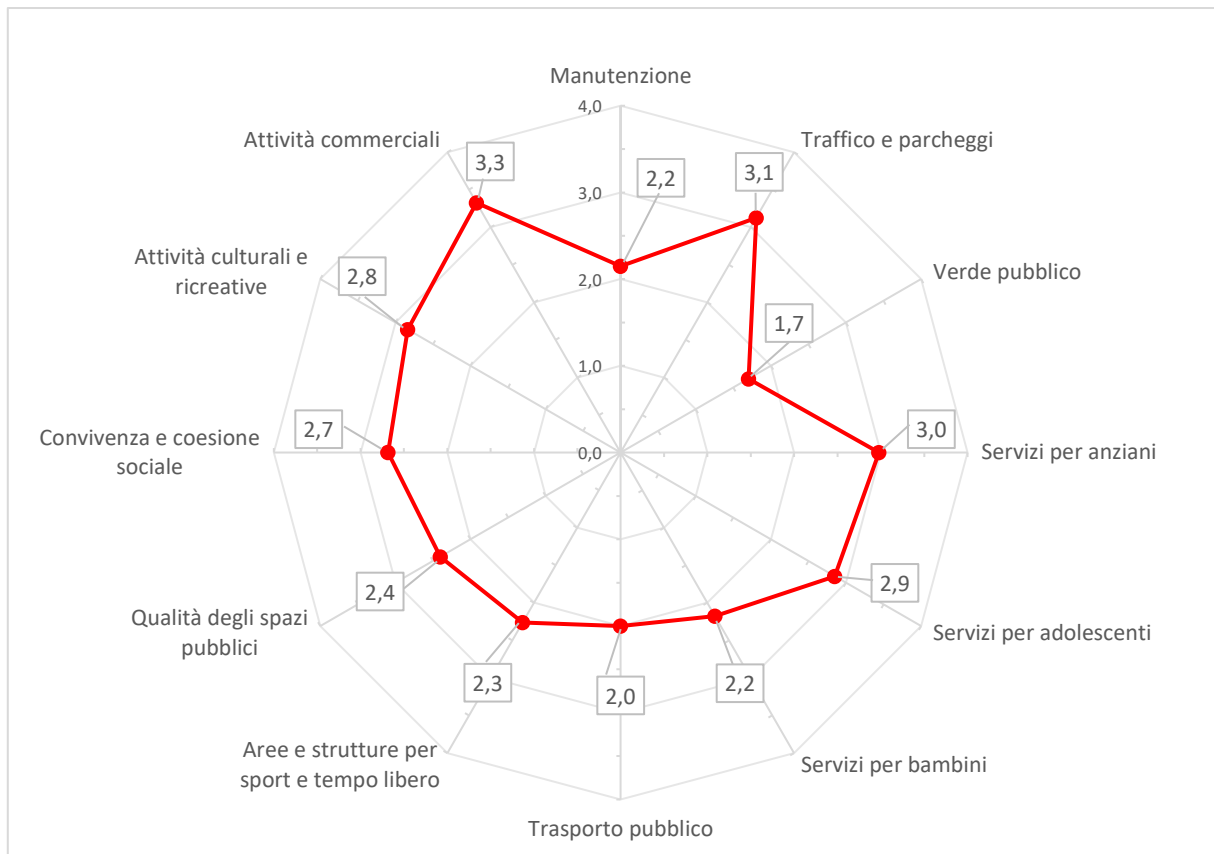 Manutenzione
4,0
Attività commerciali
Traffico e parcheggi
3,3
3,1
2,2
3,0
Attività culturali e
ricreative
2,8
Verde pubblico
2,0
1,7
1,0
Convivenza e coesione
sociale
2,7
3,0
Servizi per anziani
0,0
2,4
2,9
Qualità degli spazi
pubblici
Servizi per adolescenti
2,3
2,0
2,2
Aree e strutture per
sport e tempo libero
Servizi per bambini
Trasporto pubblico